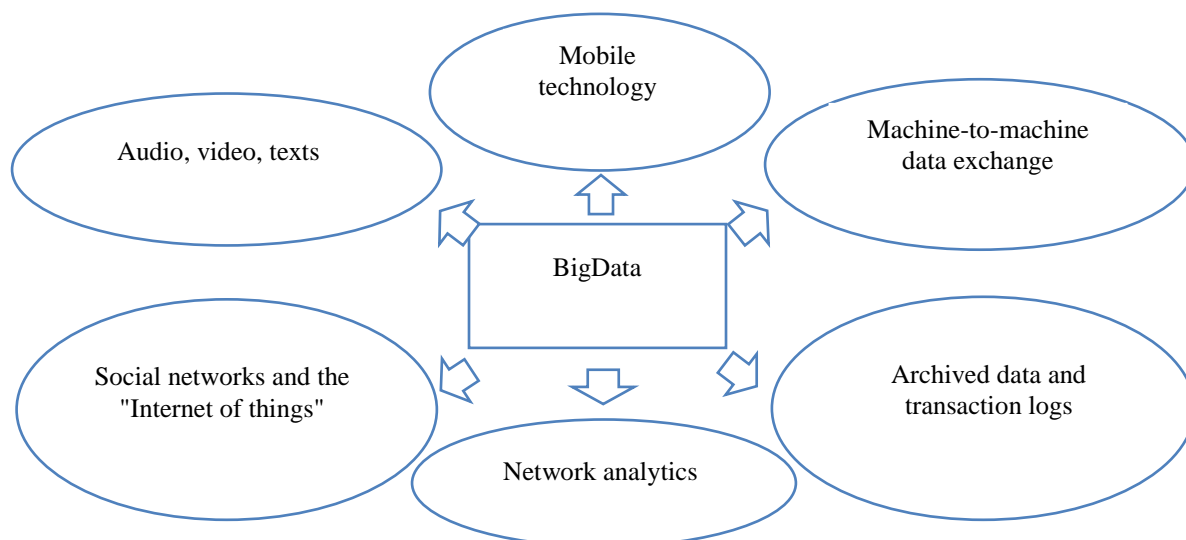 Mobile
technology
Audio, video, texts
Machine-to-machine
data exchange
BigData
Social networks and the
"Internet of things"
Archived data and
transaction logs
Network analytics